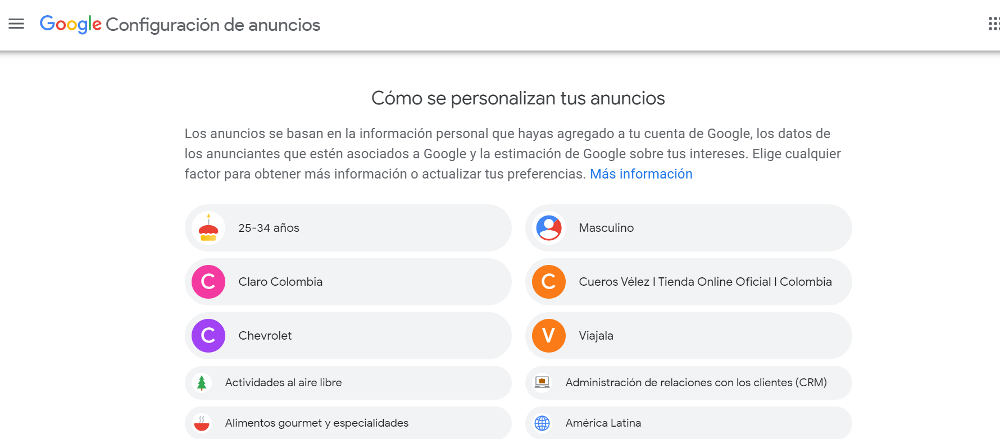 Google Configuración de anuncios
Cómo se personalizan tus anuncios
Los anuncios se basan en la información personal que hayas agregado a tu cuenta de Google, los datos de
los anunciantes que estén asociados a Google y la estimación de Google sobre tus intereses. Elige cualquier
factor para obtener más información o actualizar tus preferencias. Más información
25-34 años
Masculino
C Claro Colombia
C Cueros Vélez I Tienda Online Oficial I Colombia
C Chevrolet
V Viajala
Actividades al aire libre
Administración de relaciones con los clientes (CRM)
Alimentos gourmet y especialidades
América Latina